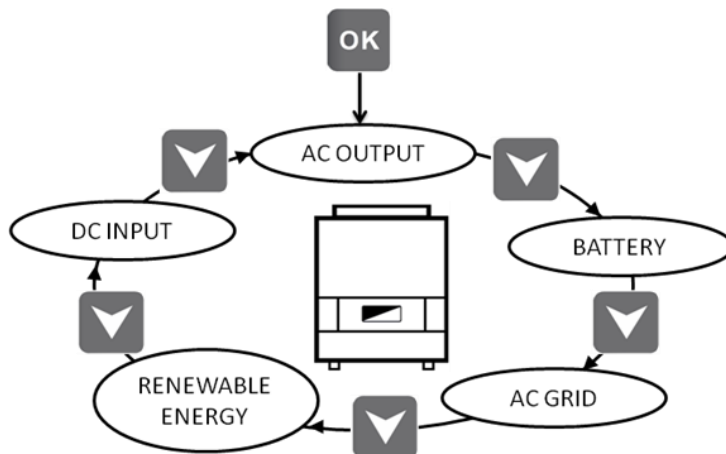 OK
AC OUTPUT
DC INPUT
BATTERY
RENEWABLE
ENERGY
AC GRID